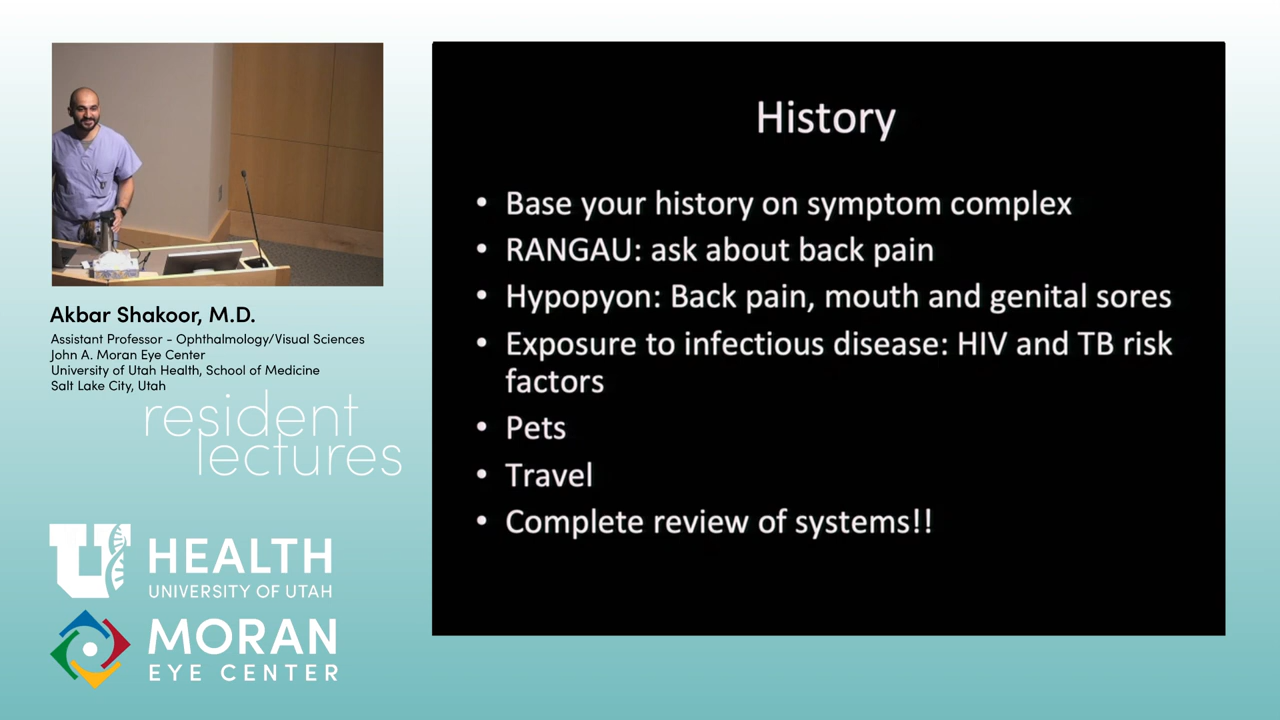 Akbar Shakoor, M.D.
Assistant Professor - Ophthalmology/Visual Sciences
John A. Moran Eye Center
University of Utah Health, School of Medicine
Salt Lake City, Utah
resident
lectures
U HEALTH
UNIVERSITY OF UTAH
MORAN
EYE CENTER
History
• Base your history on symptom complex
• RANGAU: ask about back pain
• Hypopyon: Back pain, mouth and genital sores
• Exposure to infectious disease: HIV and TB risk
factors
• Pets
• Travel
• Complete review of systems!!